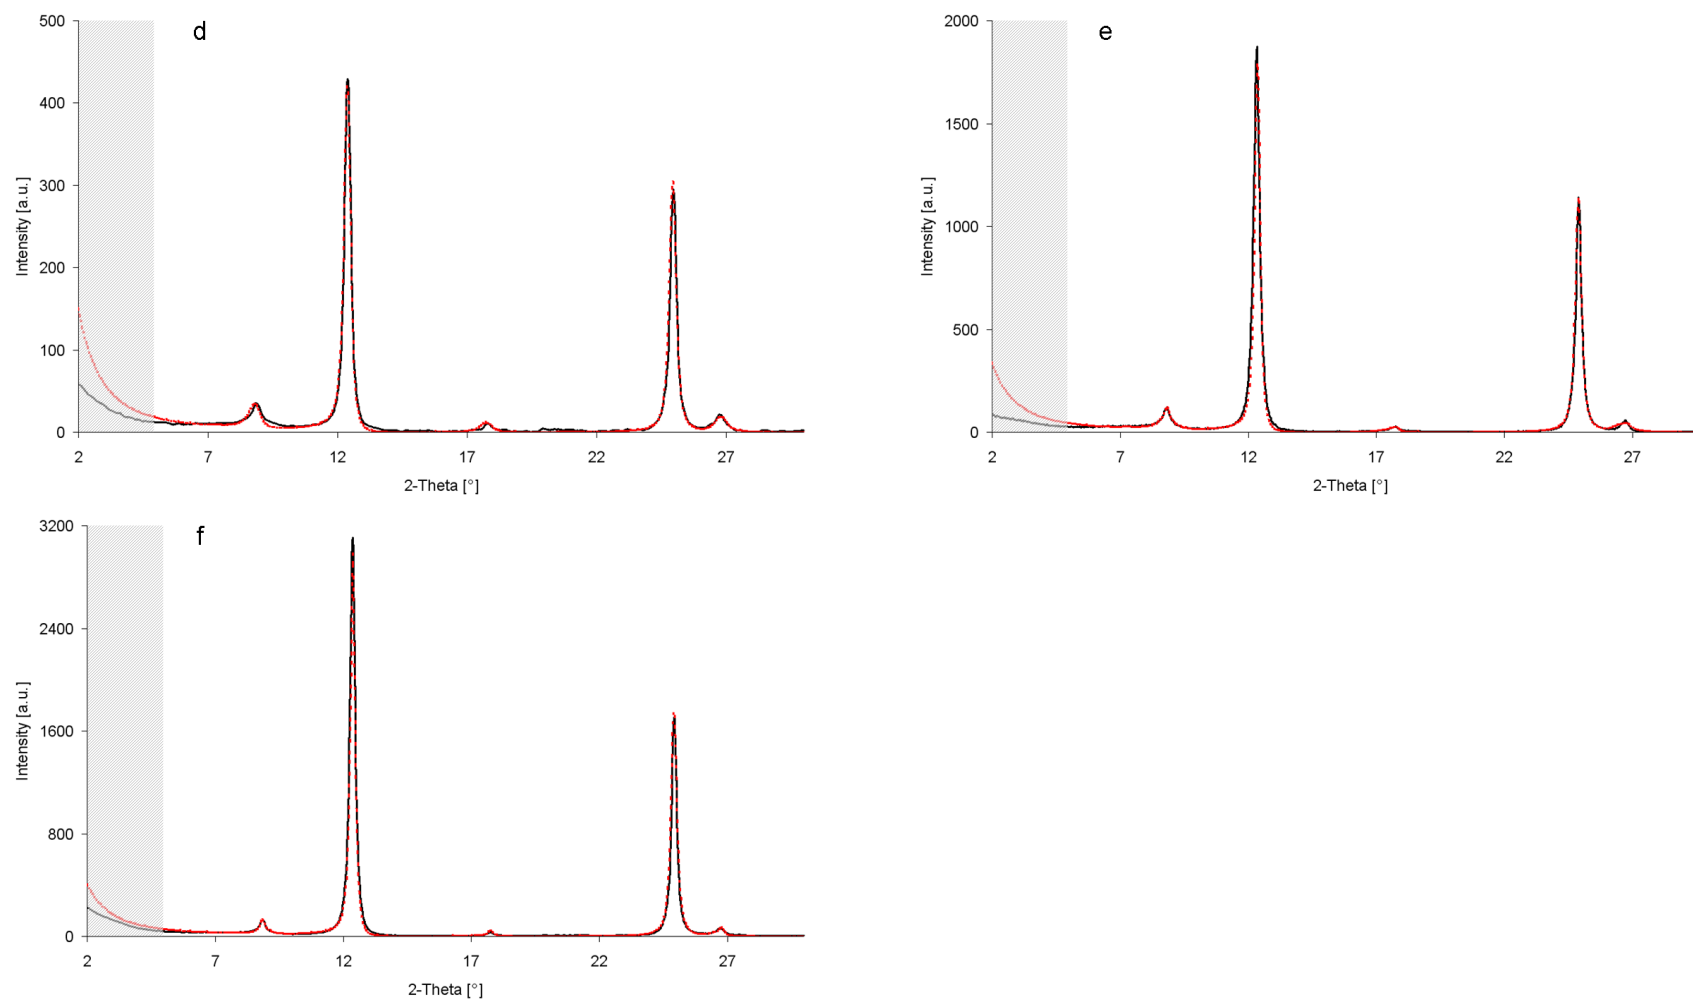 d
500
400
300
200
100
0
Intensity [a.u.]
2 7 12 17 22 27
2-Theta [°]
e
2000
1500
1000
500
0
Intensity [a.u.]
2 7 12 17 22 27
2-Theta [°]
f
3200
2400
1600
800
0
Intensity [a.u.]
2 7 12 17 22 27
2-Theta [°]